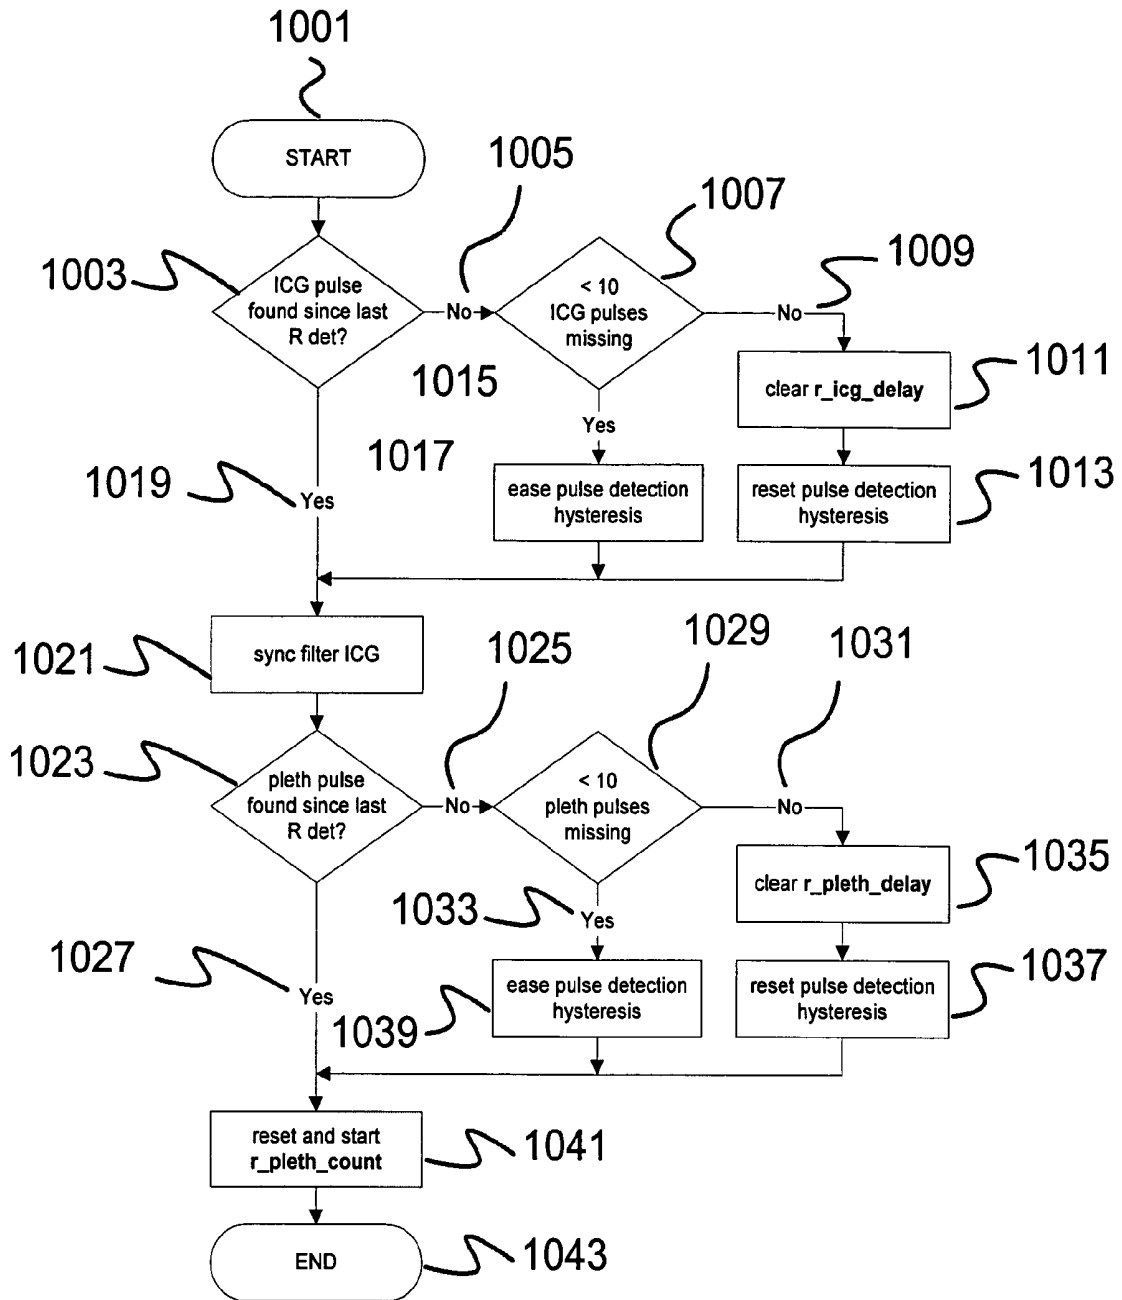 1001
START
1005
1007
1009
1003
ICG pulse
found since last
R det?
No
< 10
ICG pulses
missing
No
1011
clear r_icg_delay
1015
Yes
1017
1019
Yes
ease pulse detection
hysteresis
reset pulse detection
hysteresis
1013
1021
sync filter ICG
1025
1029
1031
1023
pleth pulse
found since last
R det?
No
< 10
pleth pulses
missing
No
1035
clear r_pleth_delay
1033
Yes
1027
Yes
1039
ease pulse detection
hysteresis
reset pulse detection
hysteresis
1037
reset and start
r_pleth_count
1041
END
1043